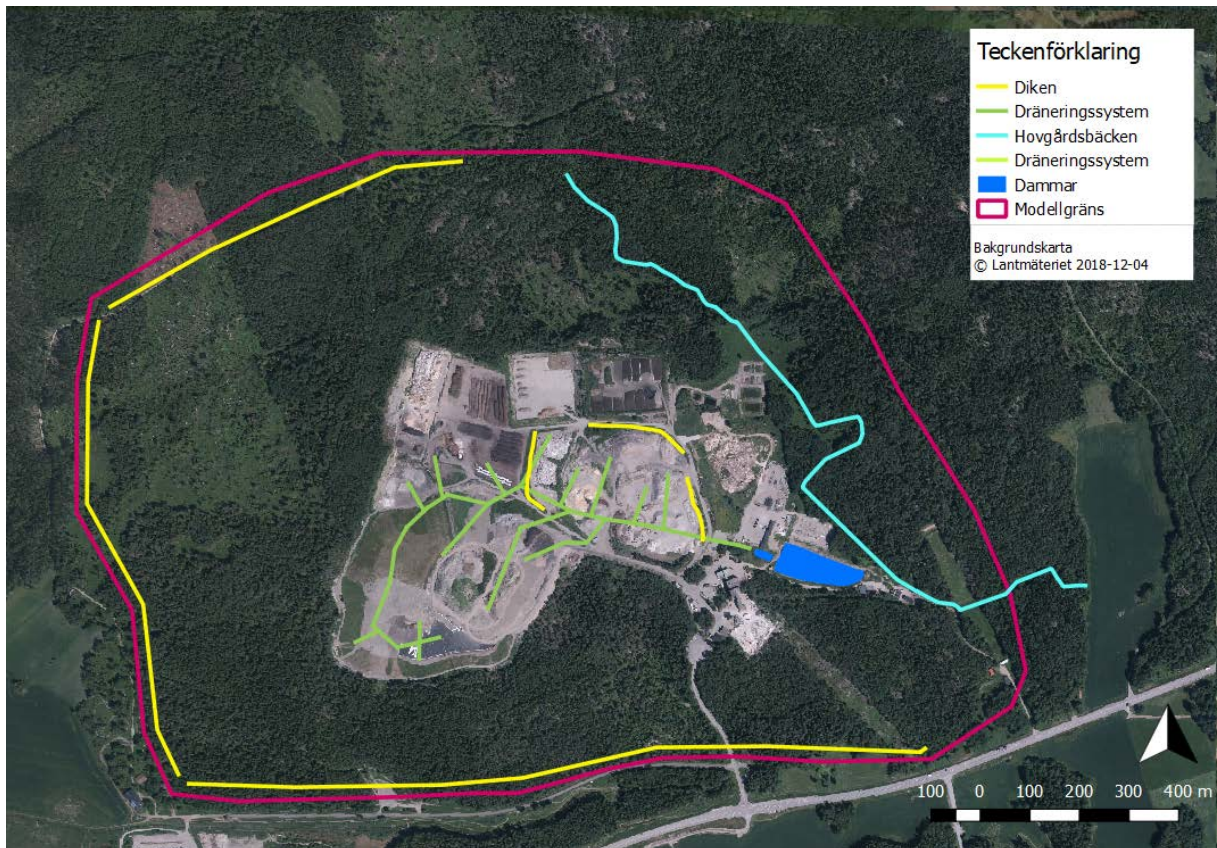 Teckenförklaring
Diken
Dräneringssystem
Hovgårdsbäcken
Dräneringssystem
Dammar
Modellgräns
Bakgrundskarta
© Lantmäteriet 2018-12-04
100 0 100 200 300 400 m